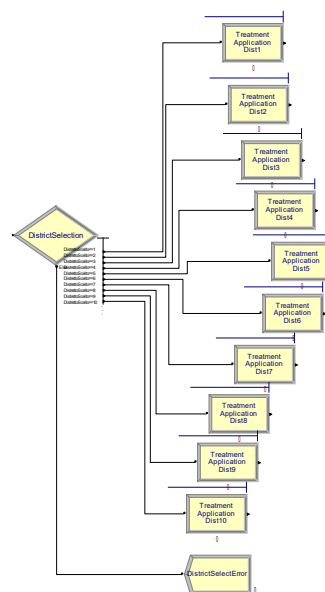 Treatment
Application
Dist1
0
Treatment
Application
Dist2
0
Treatment
Application
Dist3
0
Treatment
Application
Dist4
0
DistrictSelection
Else
Treatment
Application
Dist5
0
Treatment
Application
Dist6
0
Treatment
Application
Dist7
0
Treatment
Application
Dist8
0
Treatment
Application
Dist9
0
Treatment
Application
Dist10
0
DistrictSelectError
0